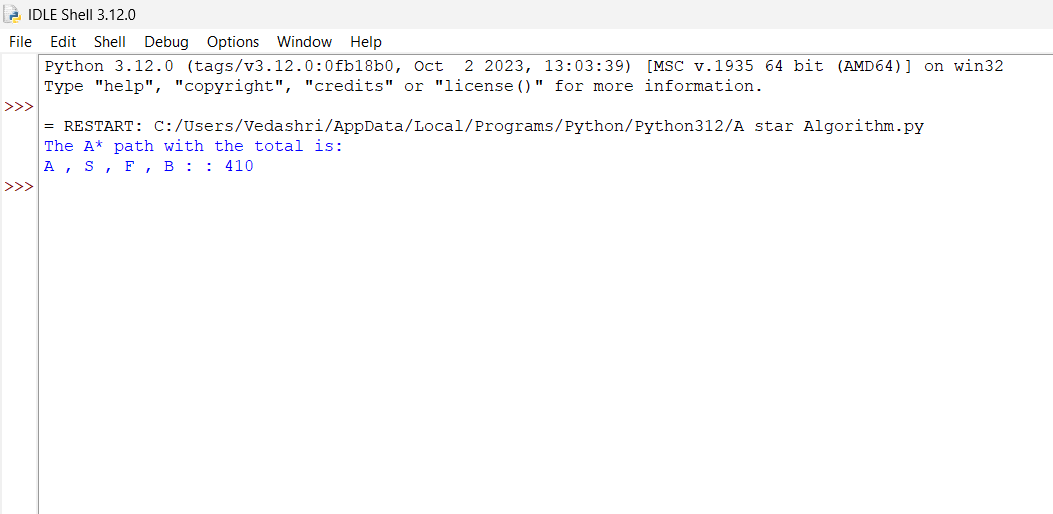 IDLE Shell 3.12.0
File Edit Shell Debug Options Window Help
Python 3.12.0 (tags/v3.12.0:0fb18b0, Oct  2 2023, 13:03:39) [MSC v.1935 64 bit (AMD64)] on win32
Type "help", "copyright", "credits" or "license()" for more information.
>>>
= RESTART: C:/Users/Vedashri/AppData/Local/Programs/Python/Python312/A star Algorithm.py
The A* path with the total is:
A , S , F , B : : 410
>>>